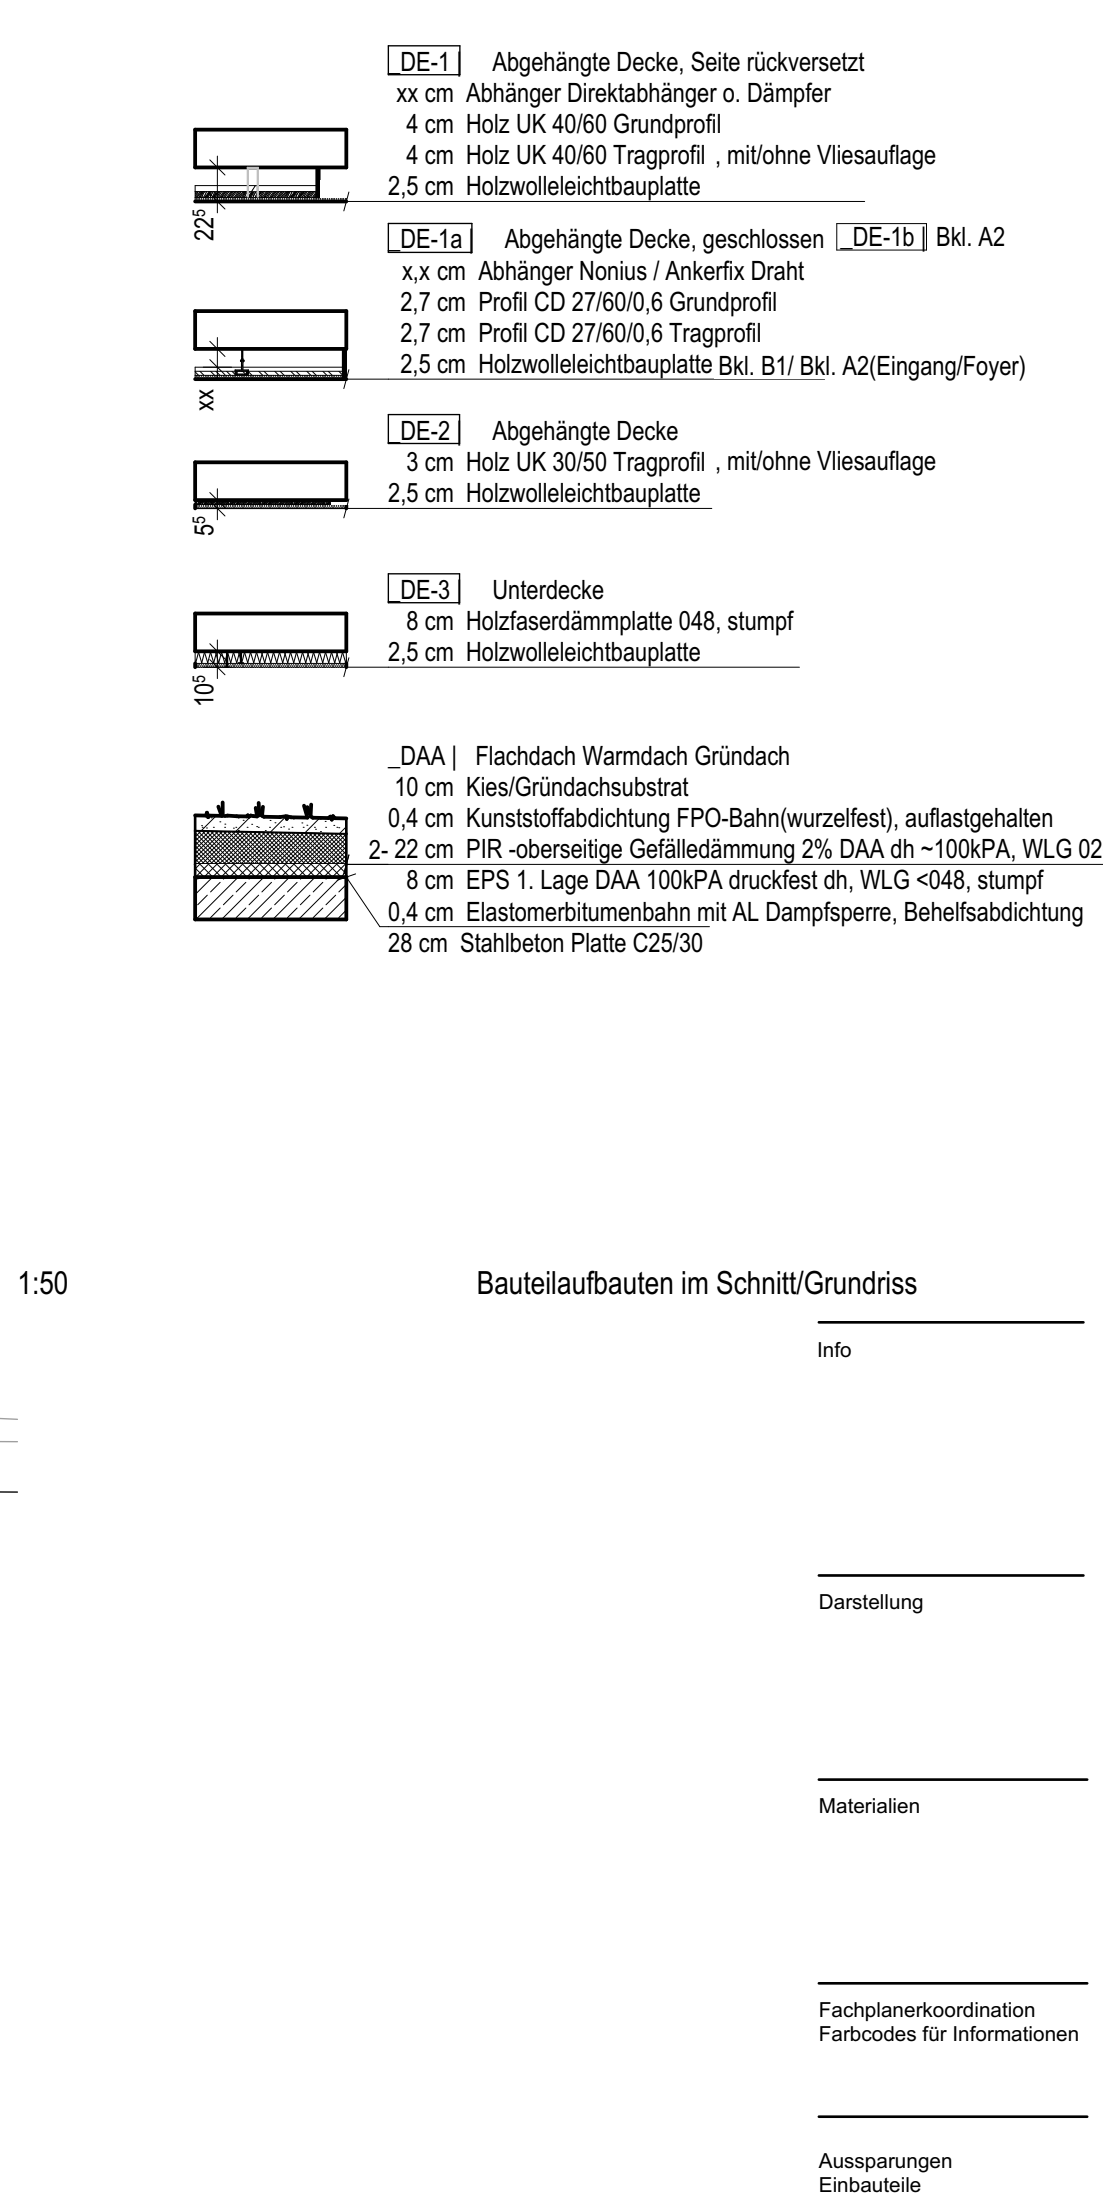 _DE-1 | Abgehängte Decke, Seite rückversetzt
xx cm Abhänger Direktabhänger o. Dämpfer
4 cm Holz UK 40/60 Grundprofil
4 cm Holz UK 40/60 Tragprofil , mit/ohne Vliesauflage
2,5 cm Holzwolleleichtbauplatte
22⁵
_DE-1a | Abgehängte Decke, geschlossen _DE-1b | Bkl. A2
x,x cm Abhänger Nonius / Ankerfix Draht
2,7 cm Profil CD 27/60/0,6 Grundprofil
2,7 cm Profil CD 27/60/0,6 Tragprofil
2,5 cm Holzwolleleichtbauplatte Bkl. B1/ Bkl. A2(Eingang/Foyer)
xx
_DE-2 | Abgehängte Decke
3 cm Holz UK 30/50 Tragprofil , mit/ohne Vliesauflage
2,5 cm Holzwolleleichtbauplatte
5⁵
_DE-3 | Unterdecke
8 cm Holzfaserdämmplatte 048, stumpf
2,5 cm Holzwolleleichtbauplatte
10⁵
_DAA | Flachdach Warmdach Gründach
10 cm Kies/Gründachsubstrat
0,4 cm Kunststoffabdichtung FPO-Bahn(wurzelfest), auflastgehalten
2- 22 cm PIR -oberseitige Gefälledämmung 2% DAA dh ~100kPA, WLG 02
8 cm EPS 1. Lage DAA 100kPA druckfest dh, WLG <048, stumpf
0,4 cm Elastomerbitumenbahn mit AL Dampfsperre, Behelfsabdichtung
28 cm Stahlbeton Platte C25/30
1:50 Bauteilaufbauten im Schnitt/Grundriss
Info
Darstellung
Materialien
Fachplanerkoordination
Farbcodes für Informationen
Aussparungen
Einbauteile